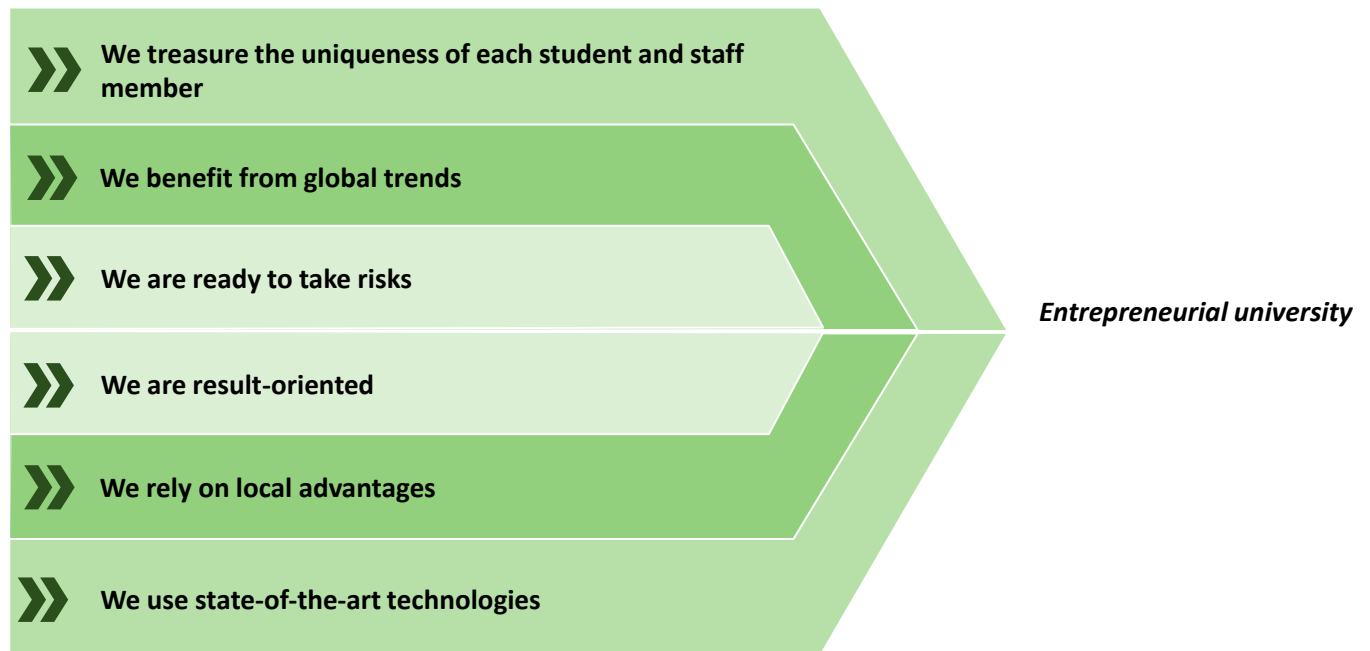 We treasure the uniqueness of each student and staff
member
We benefit from global trends
We are ready to take risks
Entrepreneurial university
We are result-oriented
We rely on local advantages
We use state-of-the-art technologies